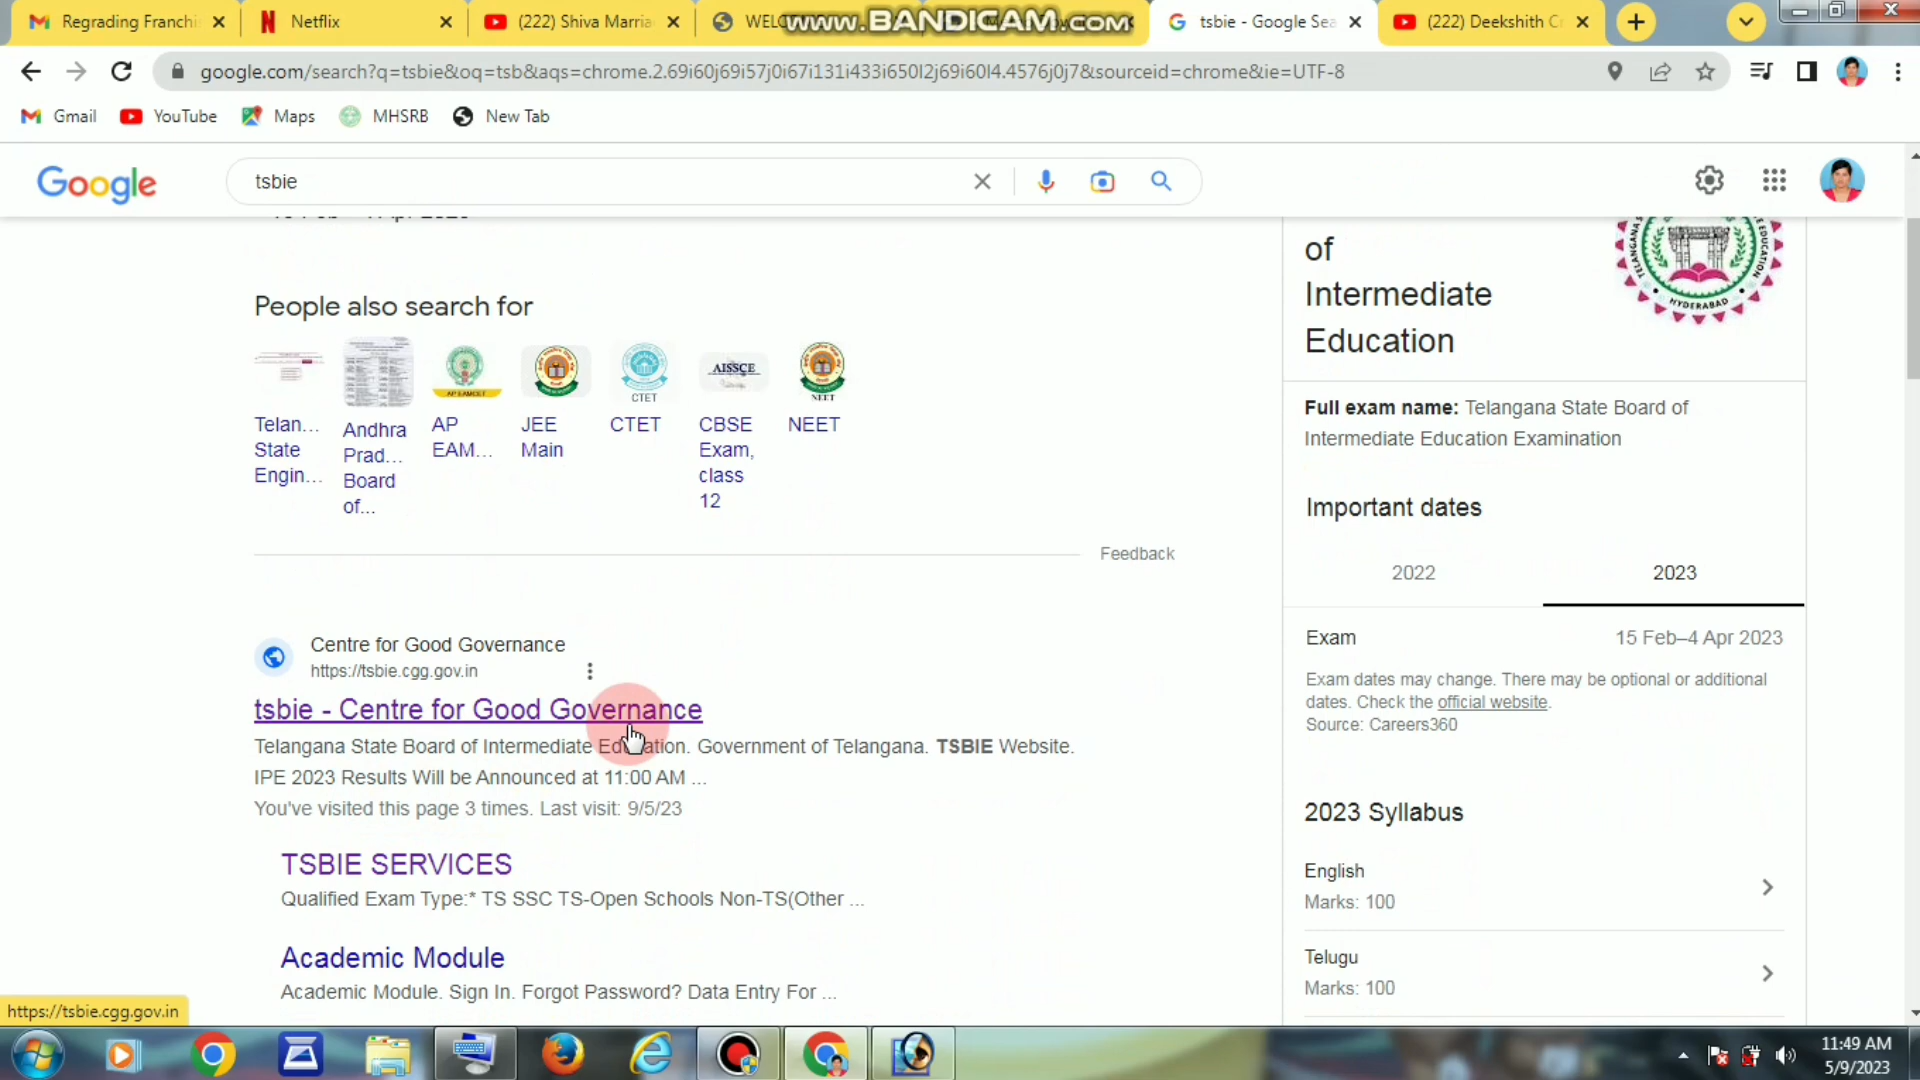 Regrading Franchi
Netflix
(222) Shiva Marria
WELC
www.BANDICAM.com
tsbie - Google Sea
(222) Deekshith C
google.com/search?q=tsbie&oq=tsb&aqs=chrome.2.69i60j69i57j0i67i131i433i650l2j69i60l4.4576j0j7&sourceid=chrome&ie=UTF-8
Gmail
YouTube
Maps
MHSRB
New Tab
Google
tsbie
People also search for
Telan...
State
Engin...
Andhra
Prad...
Board
of...
AP EAMCET
AP
EAM...
JEE
Main
CTET
CTET
AISSCE
CBSE
Exam,
class
12
NEET
NEET
Feedback
Centre for Good Governance
https://tsbie.cgg.gov.in
tsbie - Centre for Good Governance
Telangana State Board of Intermediate Education. Government of Telangana. TSBIE Website.
IPE 2023 Results Will be Announced at 11:00 AM ...
You've visited this page 3 times. Last visit: 9/5/23
TSBIE SERVICES
Qualified Exam Type:* TS SSC TS-Open Schools Non-TS(Other ...
Academic Module
Academic Module. Sign In. Forgot Password? Data Entry For ...
of
Intermediate
Education
HYDERABAD
Full exam name: Telangana State Board of
Intermediate Education Examination
Important dates
2022
2023
Exam
15 Feb–4 Apr 2023
Exam dates may change. There may be optional or additional
dates. Check the official website.
Source: Careers360
2023 Syllabus
English
Marks: 100
Telugu
Marks: 100
https://tsbie.cgg.gov.in
11:49 AM
5/9/2023